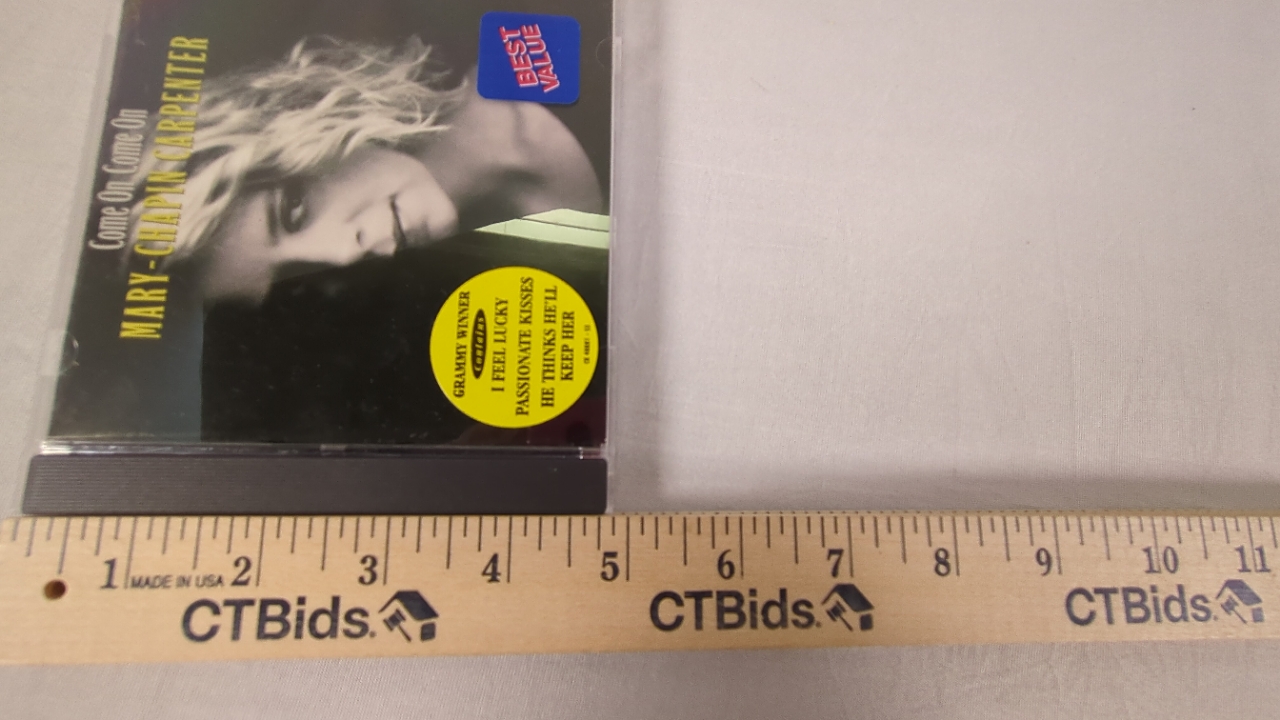 Come On Come On
MARY-CHAPIN CARPENTER
BEST
VALUE
GRAMMY WINNER
Contains
I FEEL LUCKY
PASSIONATE KISSES
HE THINKS HE'LL
KEEP HER
1 MADE IN USA 2 3 4 5 6 7 8 9 10 11
CTBids. CTBids. CTBids.